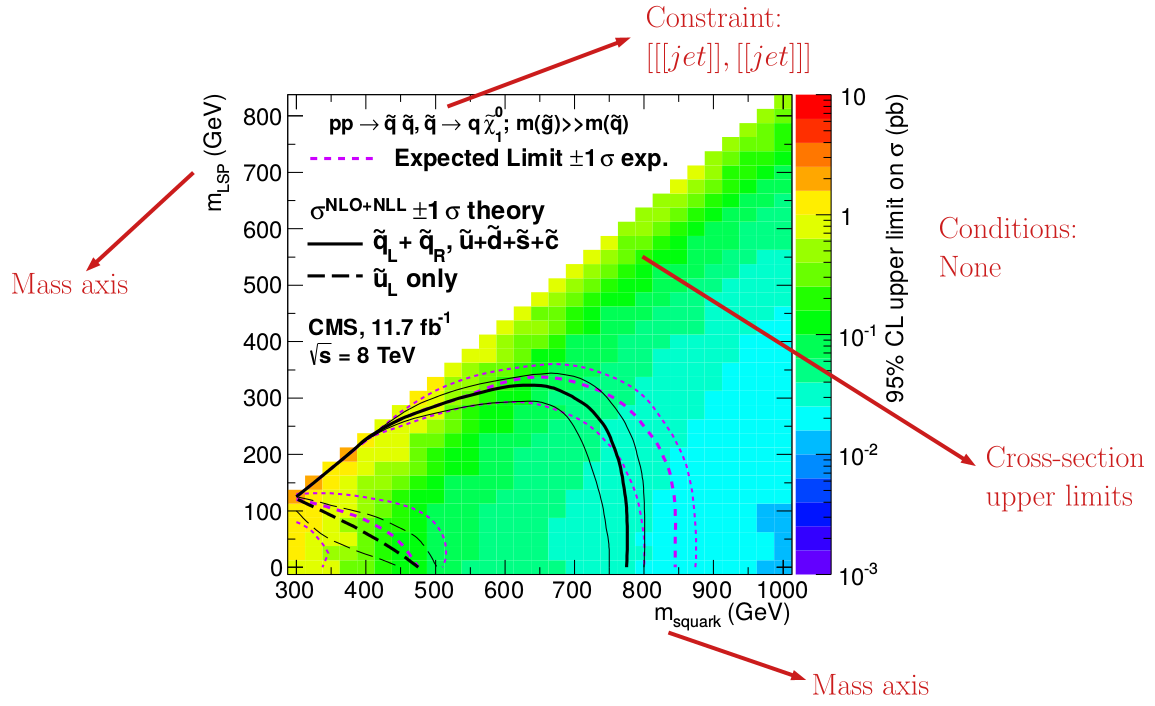 Constraint:
[[[jet]], [[jet]]]
pp → q̃ q̃, q̃ → q χ̃₁⁰; m(g̃)>>m(q̃)
Expected Limit ±1 σ exp.
σ^NLO+NLL ±1 σ theory
q̃_L + q̃_R, ũ+d̃+s̃+c̃
ũ_L only
CMS, 11.7 fb⁻¹
√s = 8 TeV
m_LSP (GeV)
800
700
600
500
400
300
200
100
0
300 400 500 600 700 800 900 1000
m_squark (GeV)
10
1
10⁻¹
10⁻²
10⁻³
95% CL upper limit on σ (pb)
Mass axis
Conditions:
None
Cross-section
upper limits
Mass axis